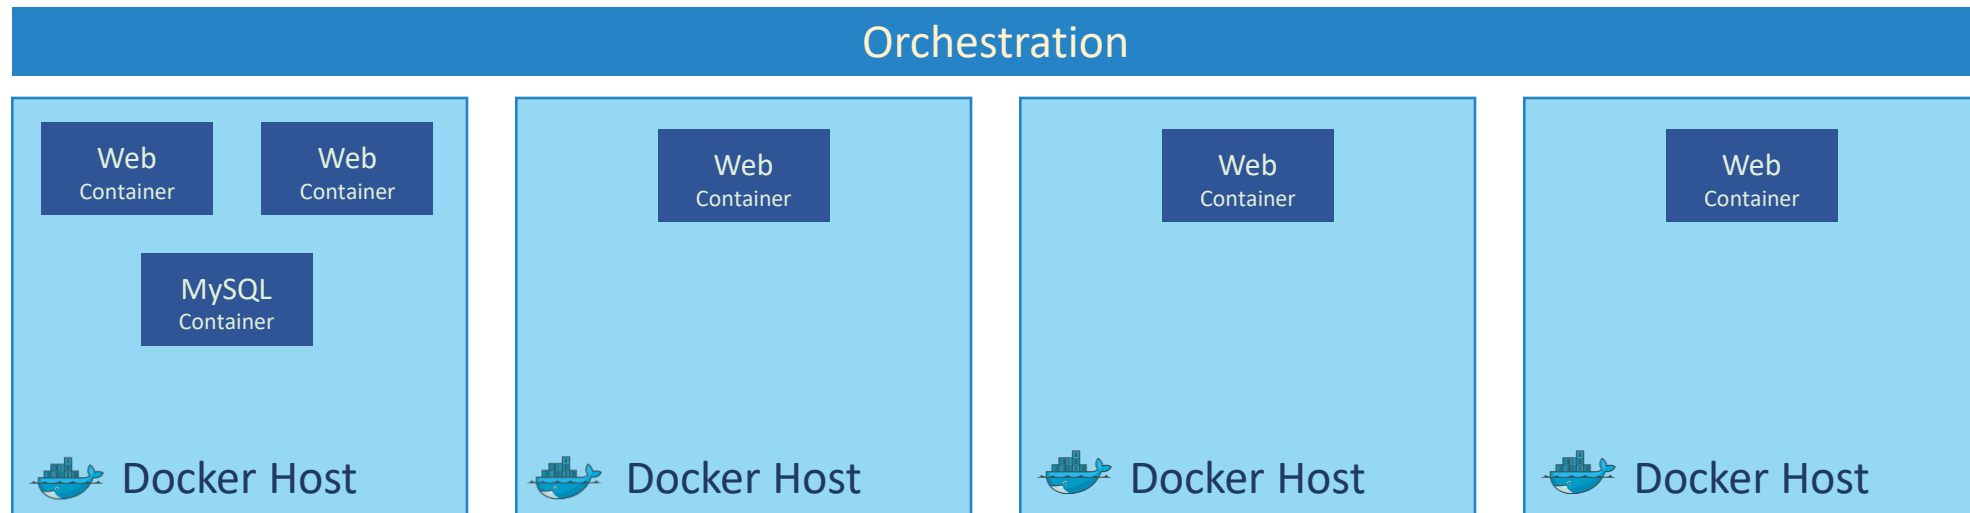 Orchestration
Web
Container
Web
Container
MySQL
Container
Docker Host
Web
Container
Docker Host
Web
Container
Docker Host
Web
Container
Docker Host